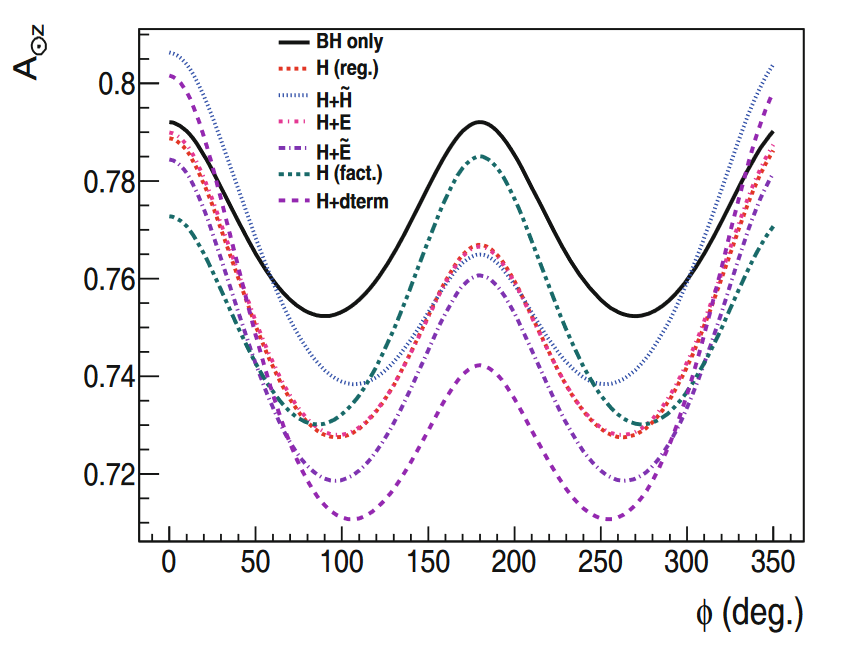 A⊙z
BH only
H (reg.)
H+H̃
H+E
H+Ẽ
H (fact.)
H+dterm
0.8
0.78
0.76
0.74
0.72
0 50 100 150 200 250 300 350
ϕ (deg.)